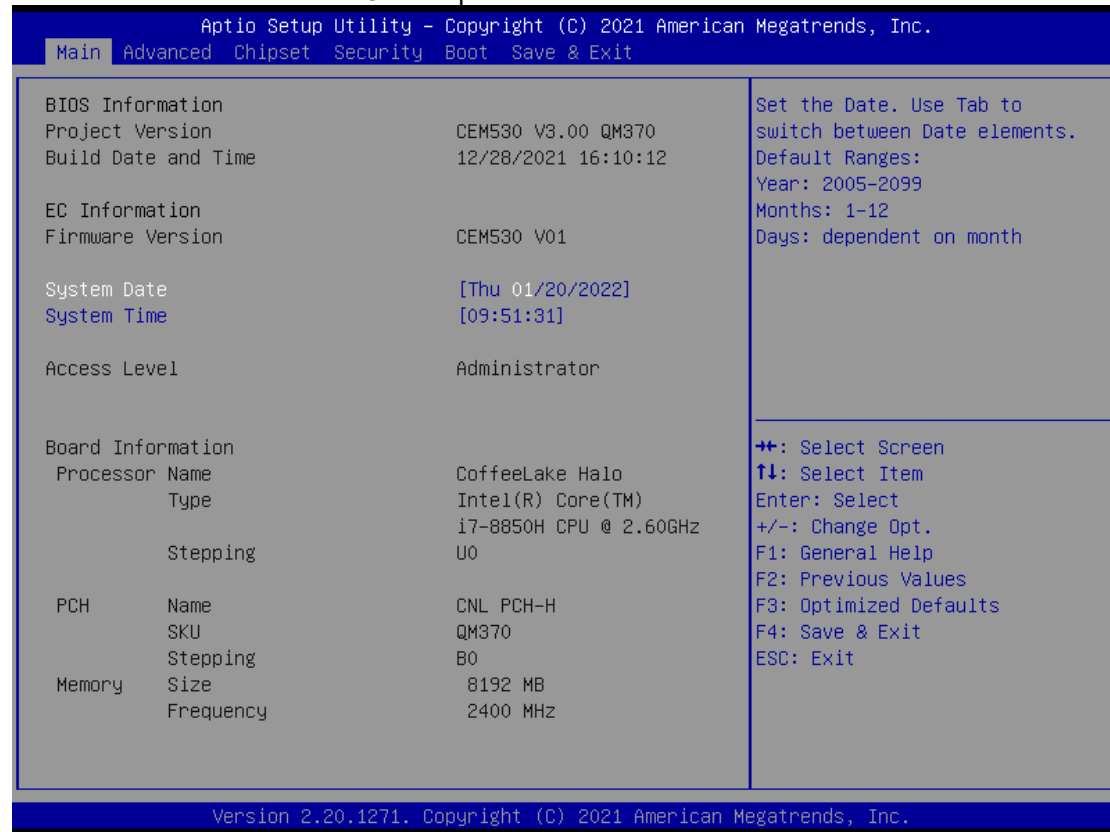 Aptio Setup Utility – Copyright (C) 2021 American Megatrends, Inc.
Main Advanced Chipset Security Boot Save & Exit
BIOS Information
Project Version CEM530 V3.00 QM370
Build Date and Time 12/28/2021 16:10:12
EC Information
Firmware Version CEM530 V01
System Date [Thu 01/20/2022]
System Time [09:51:31]
Access Level Administrator
Board Information
Processor Name CoffeeLake Halo
Type Intel(R) Core(TM)
i7-8850H CPU @ 2.60GHz
Stepping U0
PCH Name CNL PCH-H
SKU QM370
Stepping B0
Memory Size 8192 MB
Frequency 2400 MHz
Set the Date. Use Tab to
switch between Date elements.
Default Ranges:
Year: 2005-2099
Months: 1-12
Days: dependent on month
→←: Select Screen
↑↓: Select Item
Enter: Select
+/-: Change Opt.
F1: General Help
F2: Previous Values
F3: Optimized Defaults
F4: Save & Exit
ESC: Exit
Version 2.20.1271. Copyright (C) 2021 American Megatrends, Inc.